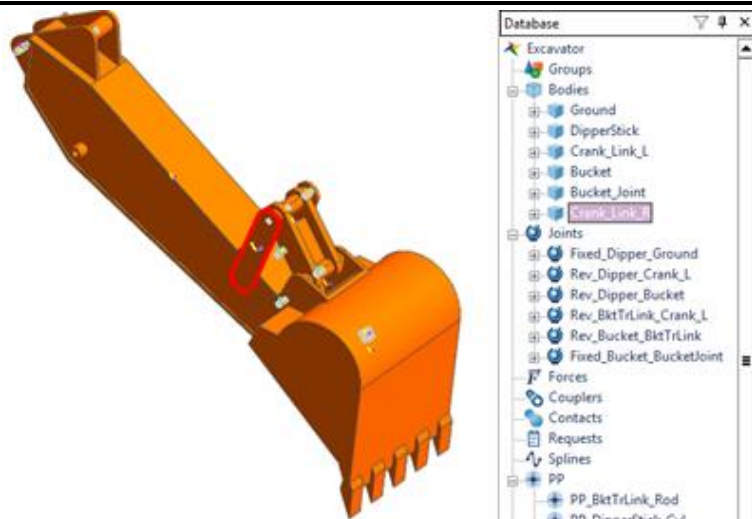 Database
Excavator
Groups
Bodies
Ground
DipperStick
Crank_Link_L
Bucket
Bucket_Joint
Crank_Link_R
Joints
Fixed_Dipper_Ground
Rev_Dipper_Crank_L
Rev_Dipper_Bucket
Rev_BktTrLink_Crank_L
Rev_Bucket_BktTrLink
Fixed_Bucket_BucketJoint
Forces
Couplers
Contacts
Requests
Splines
PP
PP_BktTrLink_Rod